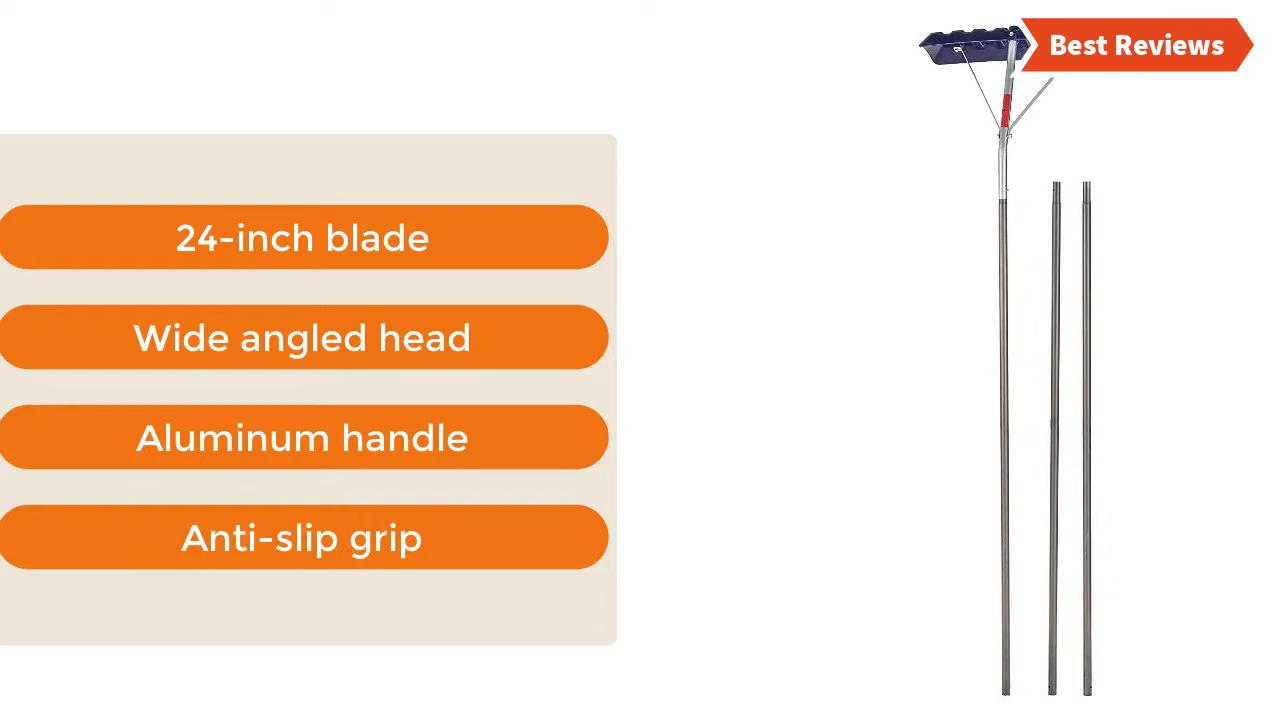 Best Reviews
24-inch blade
Wide angled head
Aluminum handle
Anti-slip grip